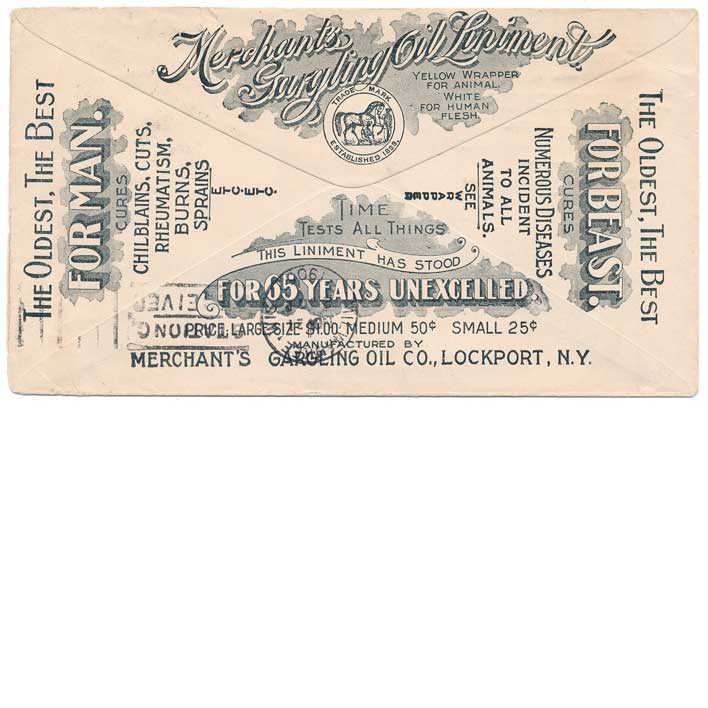 Merchant's
Gargling Oil Liniment.
YELLOW WRAPPER
FOR ANIMAL.
WHITE
FOR HUMAN
FLESH.
TRADE MARK
ESTABLISHED 1833.
THE OLDEST, THE BEST
FOR MAN.
CURES
CHILBLAINS, CUTS,
RHEUMATISM,
BURNS,
SPRAINS
ETC. ETC.
THE OLDEST, THE BEST
FOR BEAST.
CURES
NUMEROUS DISEASES
INCIDENT
TO ALL
ANIMALS.
SEE
WRAPPER
TIME
TESTS ALL THINGS
THIS LINIMENT HAS STOOD
FOR 65 YEARS UNEXCELLED.
PRICE, LARGE SIZE $1.00 MEDIUM 50¢ SMALL 25¢
MANUFACTURED BY
MERCHANT'S GARGLING OIL CO., LOCKPORT, N.Y.